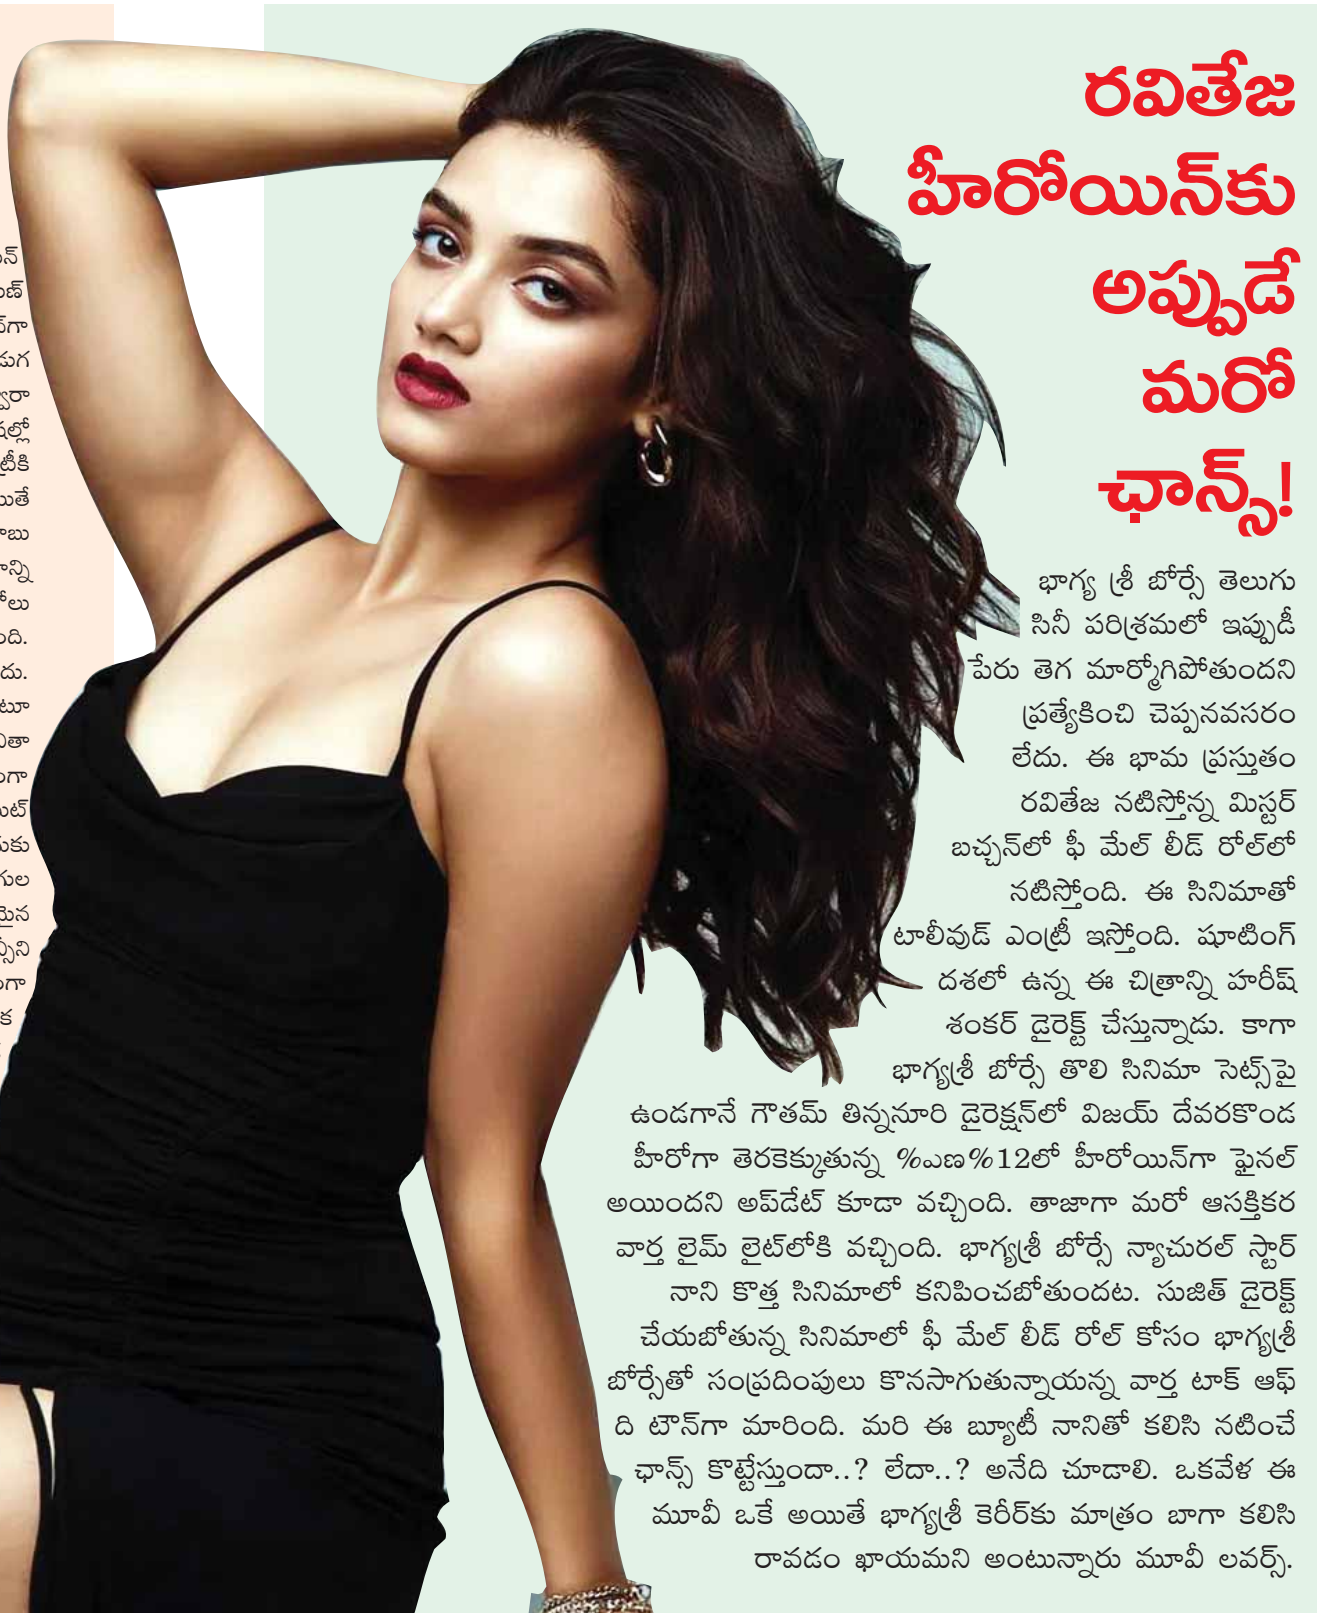 రవితేజ
హీరోయిన్‌కు
అప్పుడే
మరో
ఛాన్స్!
భాగ్య శ్రీ బోర్సే తెలుగు
సినీ పరిశ్రమలో ఇప్పుడీ
పేరు తెగ మార్మోగిపోతుందని
ప్రత్యేకించి చెప్పనవసరం
లేదు. ఈ భామ ప్రస్తుతం
రవితేజ నటిస్తోన్న మిస్టర్
బచ్చన్‌లో ఫీ మేల్ లీడ్ రోల్‌లో
నటిస్తోంది. ఈ సినిమాతో
టాలీవుడ్ ఎంట్రీ ఇస్తోంది. షూటింగ్
దశలో ఉన్న ఈ చిత్రాన్ని హరీష్
శంకర్ డైరెక్ట్ చేస్తున్నాడు. కాగా
భాగ్యశ్రీ బోర్సే తొలి సినిమా సెట్స్‌పై
ఉండగానే గౌతమ్ తిన్ననూరి డైరెక్షన్‌లో విజయ్ దేవరకొండ
హీరోగా తెరకెక్కుతున్న %ఎణ%12లో హీరోయిన్‌గా ఫైనల్
అయిందని అప్‌డేట్ కూడా వచ్చింది. తాజాగా మరో ఆసక్తికర
వార్త లైమ్ లైట్‌లోకి వచ్చింది. భాగ్యశ్రీ బోర్సే న్యాచురల్ స్టార్
నాని కొత్త సినిమాలో కనిపించబోతుందట. సుజిత్ డైరెక్ట్
చేయబోతున్న సినిమాలో ఫీ మేల్ లీడ్ రోల్ కోసం భాగ్యశ్రీ
బోర్సేతో సంప్రదింపులు కొనసాగుతున్నాయన్న వార్త టాక్ ఆఫ్
ది టౌన్‌గా మారింది. మరి ఈ బ్యూటీ నానితో కలిసి నటించే
ఛాన్స్ కొట్టేస్తుందా..? లేదా..? అనేది చూడాలి. ఒకవేళ ఈ
మూవీ ఒకే అయితే భాగ్యశ్రీ కెరీర్‌కు మాత్రం బాగా కలిసి
రావడం ఖాయమని అంటున్నారు మూవీ లవర్స్.